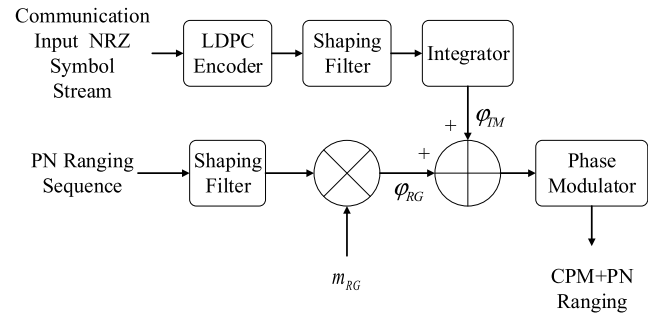 Communication
Input NRZ
Symbol
Stream
LDPC
Encoder
Shaping
Filter
Integrator
+
φTM
PN Ranging
Sequence
Shaping
Filter
+
φRG
Phase
Modulator
mRG
CPM+PN
Ranging